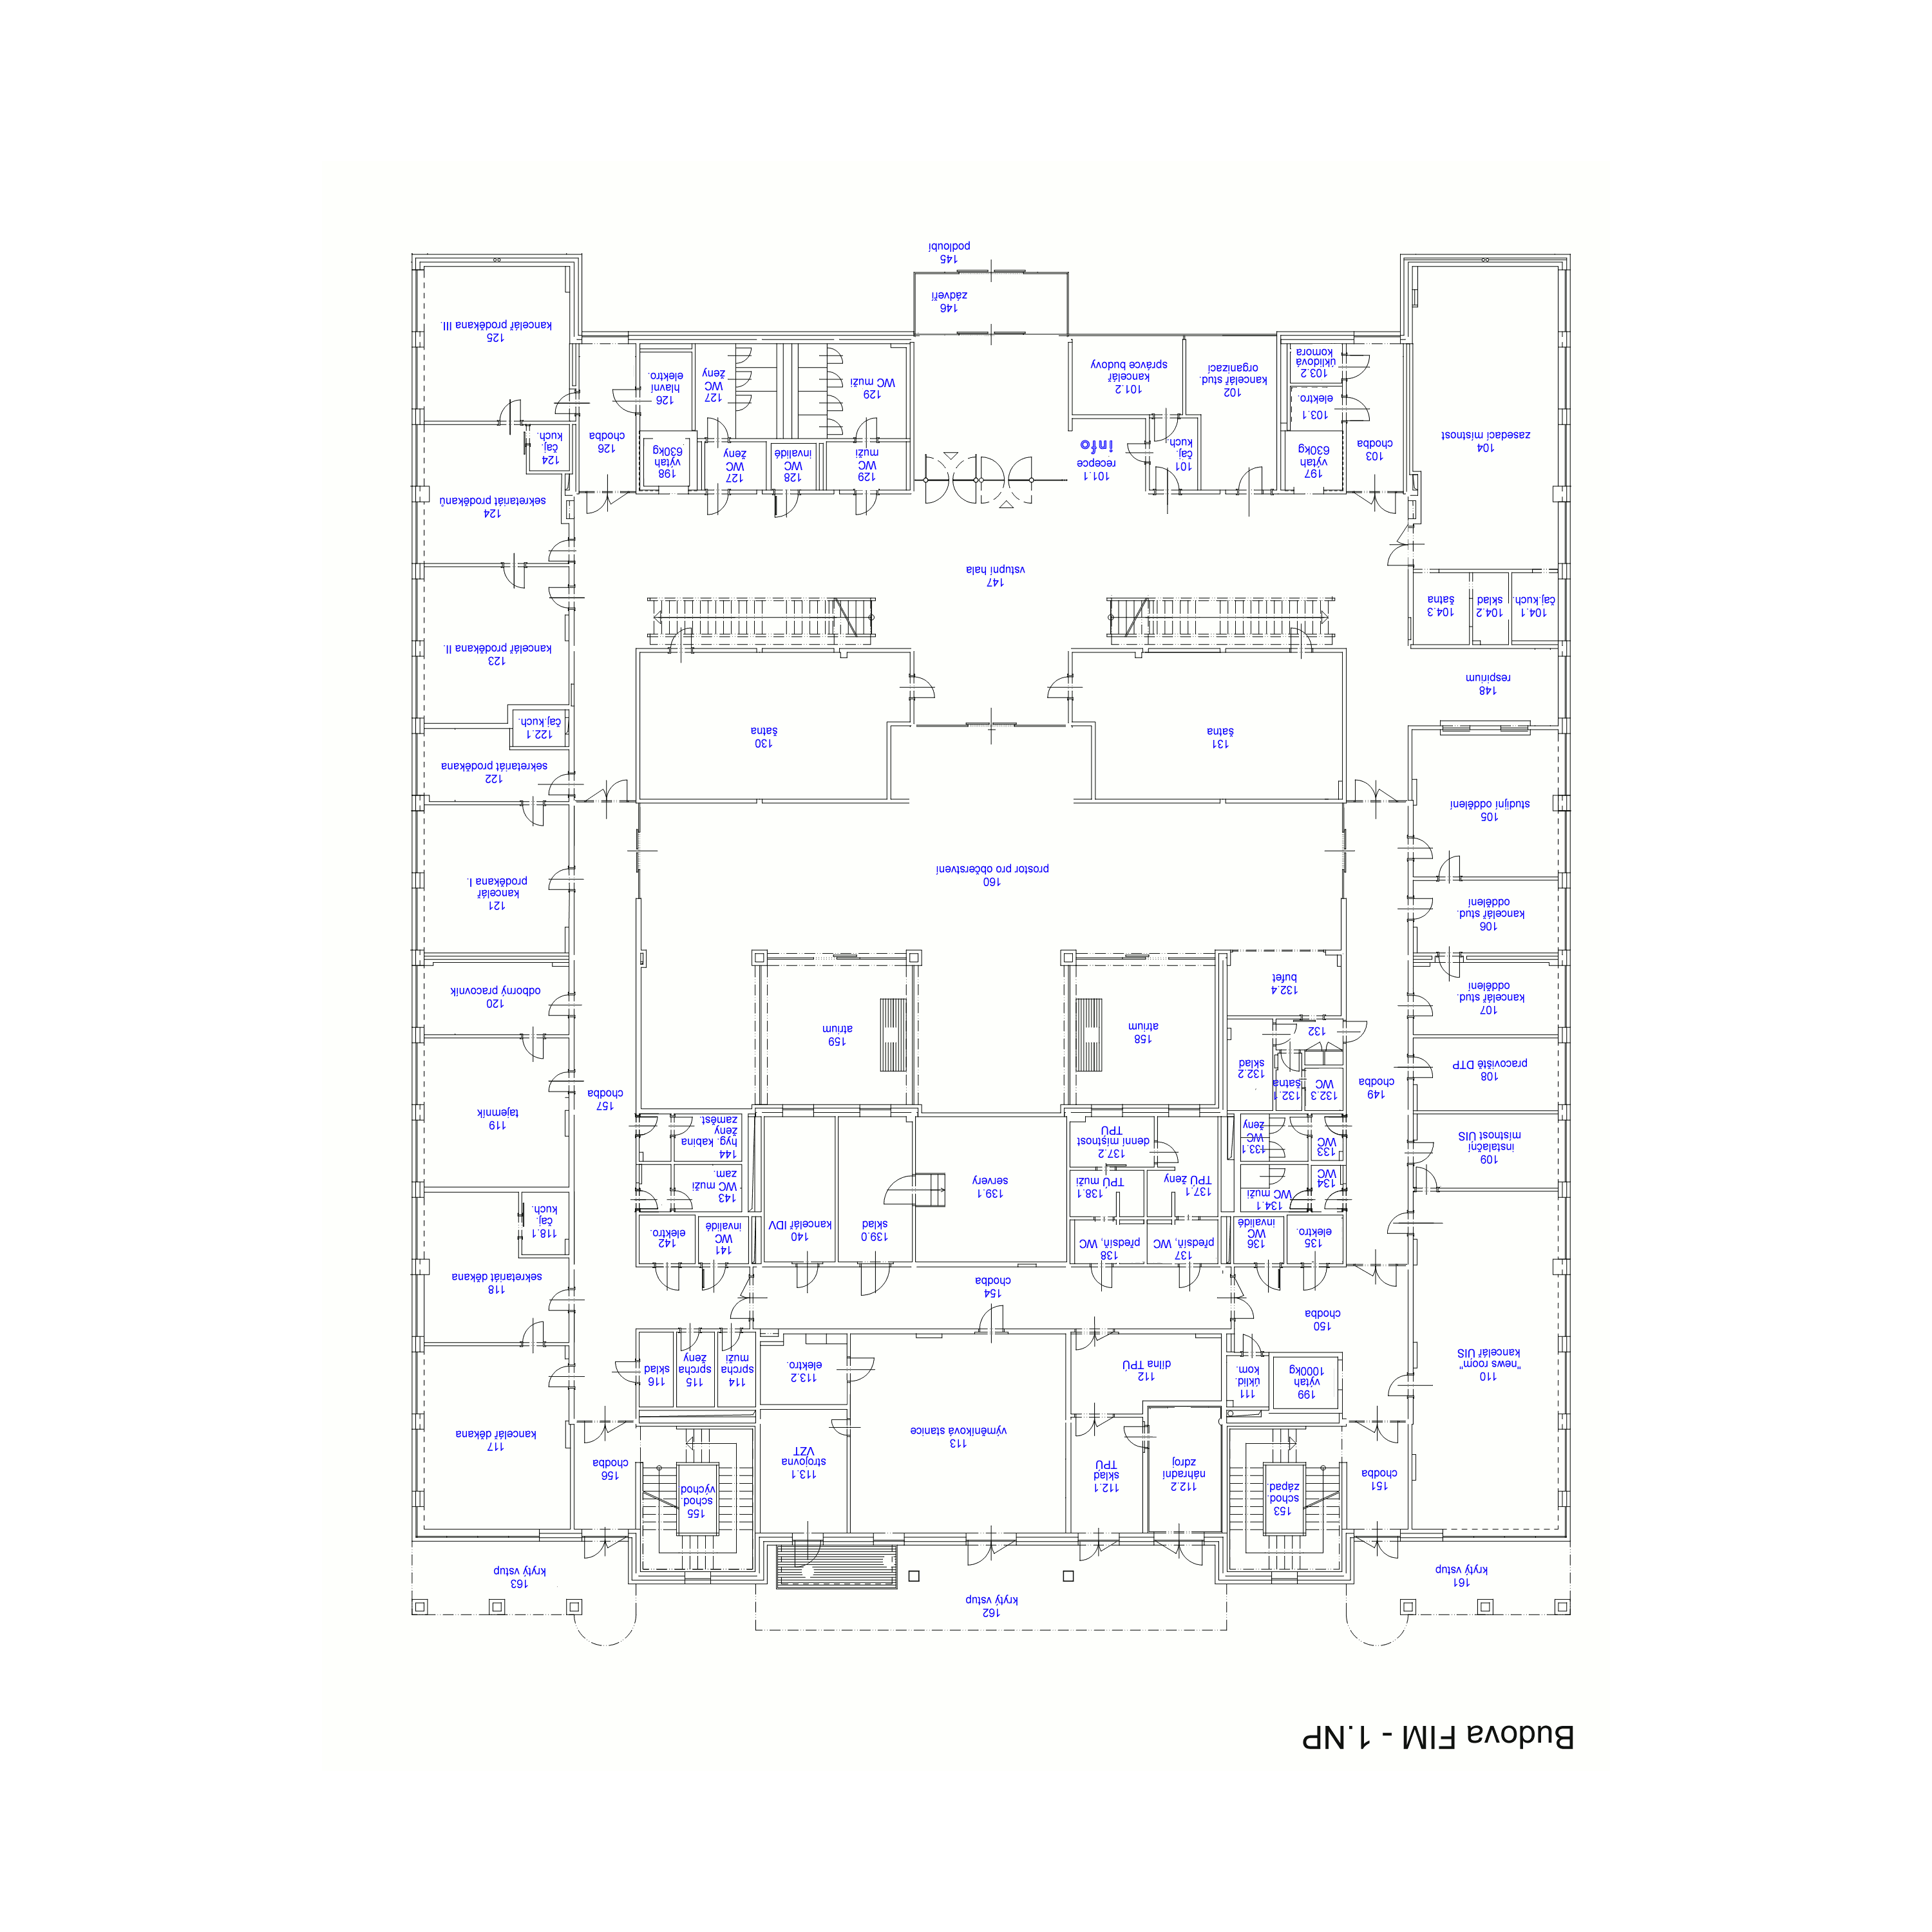 Budova FIM - 1.NP
162
krytý vstup
161
krytý vstup
163
krytý vstup
153
schod.
západ.
155
schod.
východ
112.2
náhradní
zdroj
112.1
sklad
TPÚ
113.1
strojovna
VZT
151
chodba
156
chodba
113
výměníková stanice
117
kancelář děkana
110
kancelář ÚIS
"news room"
199
výtah
1000kg
111
úklid.
kom.
112
dílna TPÚ
113.2
elektro.
114
sprcha
muži
115
sprcha
ženy
116
sklad
150
chodba
154
chodba
118
sekretariát děkana
118.1
čaj.
kuch.
135
elektro.
136
WC
invalidé
137
předsíň, WC
138
předsíň, WC
139.0
sklad
140
kancelář IDV
141
WC
invalidé
142
elektro.
134.1
WC muži
134
WC
137.1
TPÚ ženy
138.1
TPÚ muži
139.1
servery
143
WC muži
zam.
109
instalační
místnost ÚIS
133
WC
133.1
WC
ženy
137.2
denní místnost
TPÚ
144
hyg. kabina
ženy
zaměst.
119
tajemník
149
chodba
157
chodba
132.3
WC
132.1
šatna
132.2
sklad
108
pracoviště DTP
132
158
atrium
159
atrium
107
kancelář stud.
oddělení
132.4
bufet
120
odborný pracovník
106
kancelář stud.
oddělení
121
kancelář
proděkana I.
160
prostor pro občerstvení
105
studijní oddělení
122
sekretariát proděkana
131
šatna
130
šatna
122.1
čaj.kuch.
148
respirium
123
kancelář proděkana II.
104.1
čaj.kuch.
104.2
sklad
104.3
šatna
147
vstupní hala
124
sekretariát proděkanů
197
výtah
630kg
101
čaj.
kuch.
101.1
recepce
info
129
WC
muži
128
WC
invalidé
127
WC
ženy
198
výtah
630kg
124
čaj.
kuch.
104
zasedací místnost
103
chodba
126
chodba
103.1
elektro.
102
kancelář stud.
organizací
101.2
kancelář
správce budovy
129
WC muži
127
WC
ženy
126
hlavní
elektro.
103.2
úklidová
komora
125
kancelář proděkana III.
146
zádveří
145
podloubí